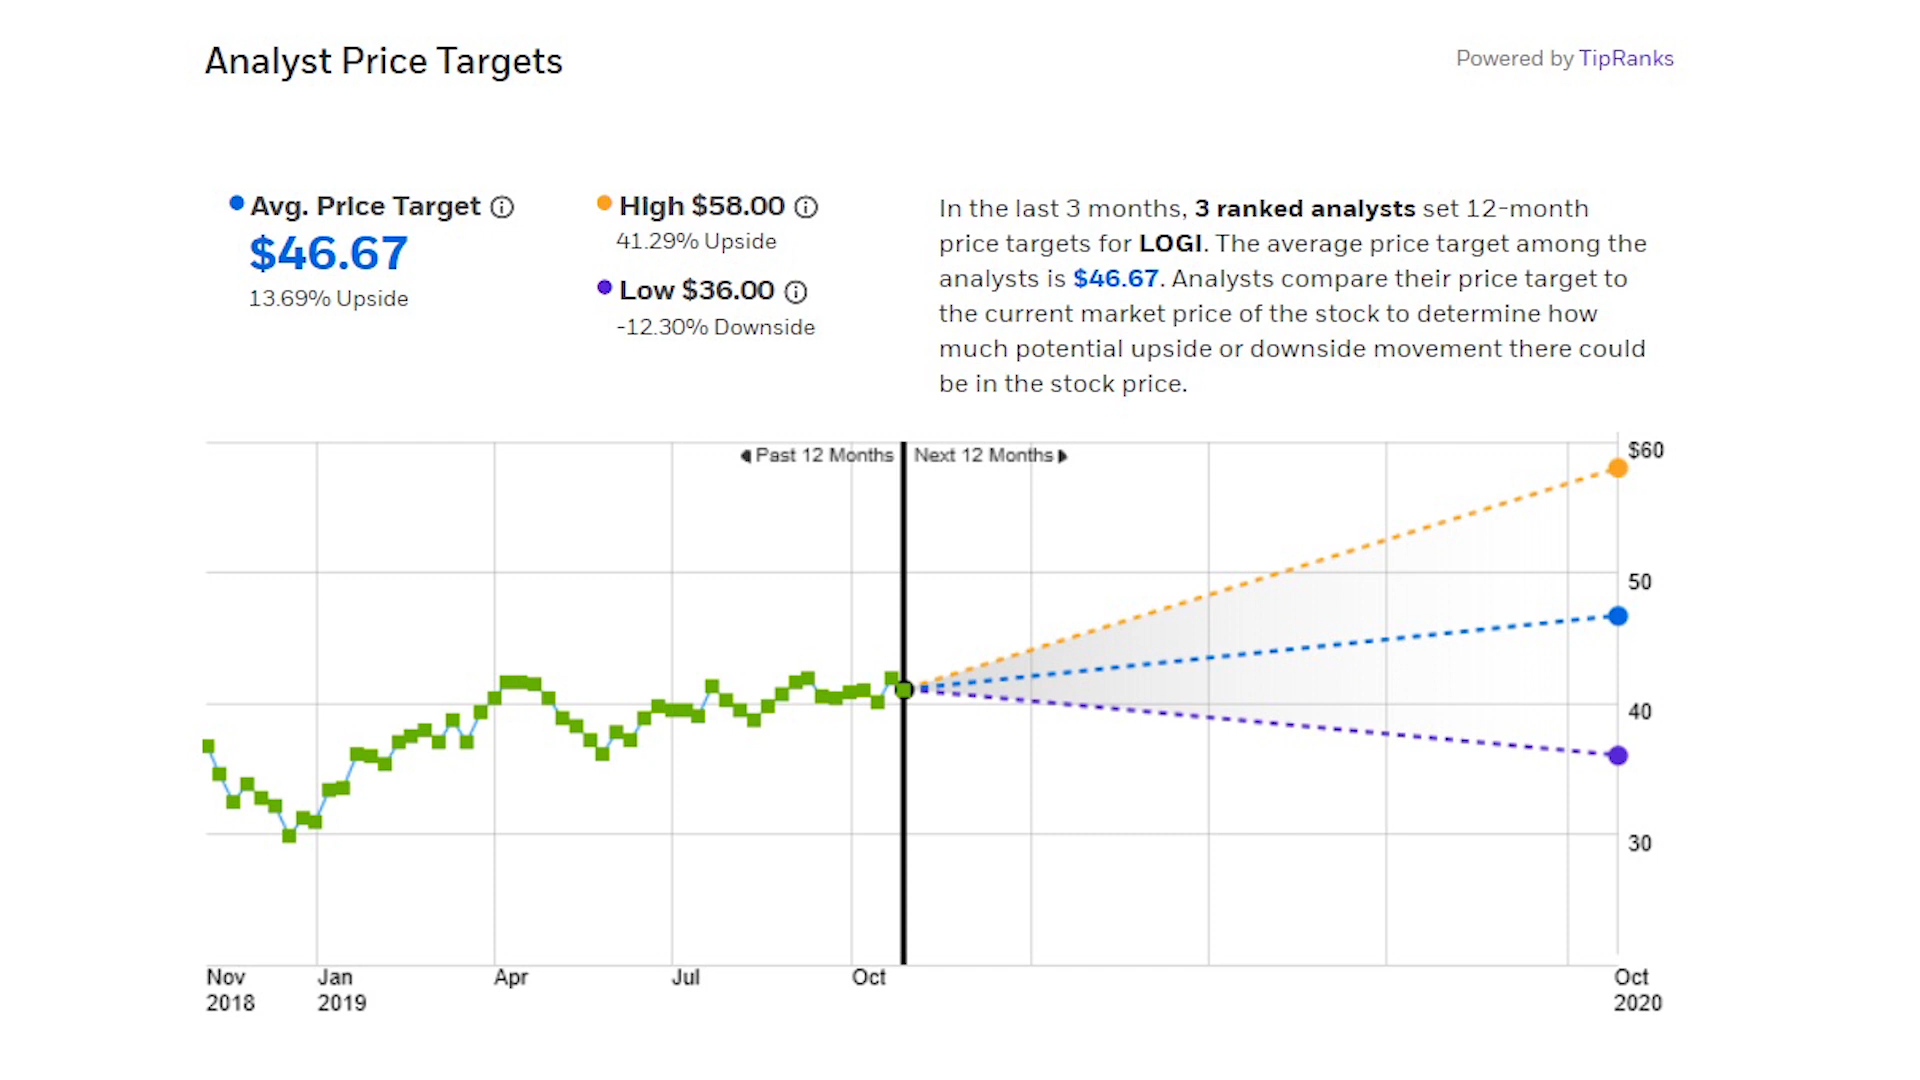 Analyst Price Targets
Powered by TipRanks
Avg. Price Target
$46.67
13.69% Upside
High $58.00
41.29% Upside
Low $36.00
-12.30% Downside
In the last 3 months, 3 ranked analysts set 12-month
price targets for LOGI. The average price target among the
analysts is $46.67. Analysts compare their price target to
the current market price of the stock to determine how
much potential upside or downside movement there could
be in the stock price.
Past 12 Months
Next 12 Months
$60
50
40
30
Nov
2018
Jan
2019
Apr
Jul
Oct
Oct
2020